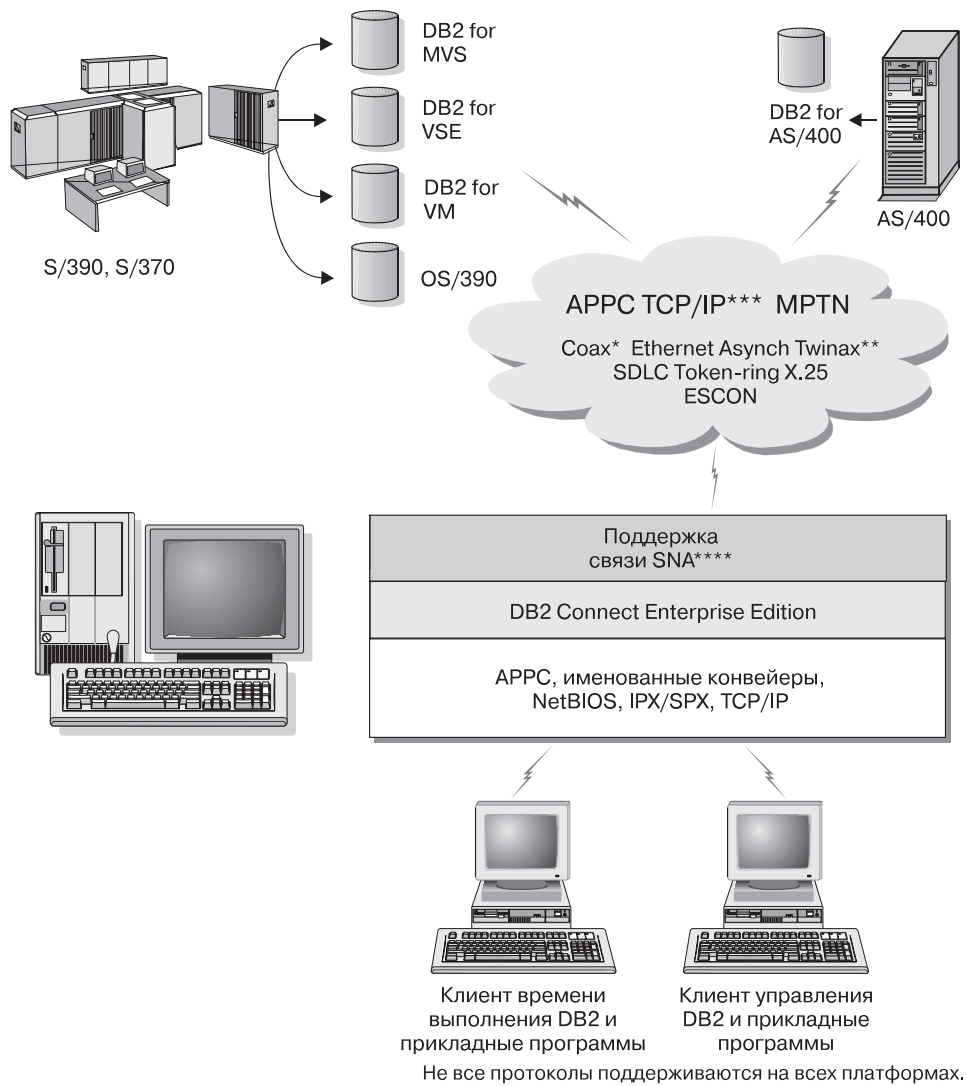 DB2 for
MVS
DB2 for
VSE
DB2 for
VM
OS/390
S/390, S/370
DB2 for
AS/400
AS/400
APPC TCP/IP*** MPTN
Coax* Ethernet Asynch Twinax**
SDLC Token-ring X.25
ESCON
Поддержка
связи SNA****
DB2 Connect Enterprise Edition
APPC, именованные конвейеры,
NetBIOS, IPX/SPX, TCP/IP
Клиент времени
выполнения DB2 и
прикладные программы
Клиент управления
DB2 и прикладные
программы
Не все протоколы поддерживаются на всех платформах.